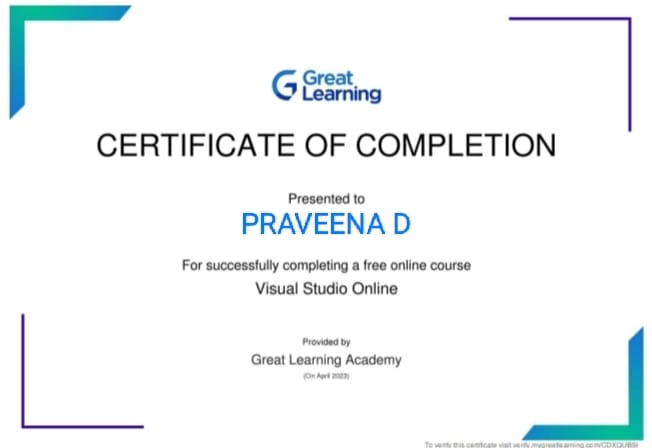 Great
Learning
CERTIFICATE OF COMPLETION
Presented to
PRAVEENA D
For successfully completing a free online course
Visual Studio Online
Provided by
Great Learning Academy
(On April 2023)
To verify this certificate visit verify.mygreatlearning.com/CDXQUBSI